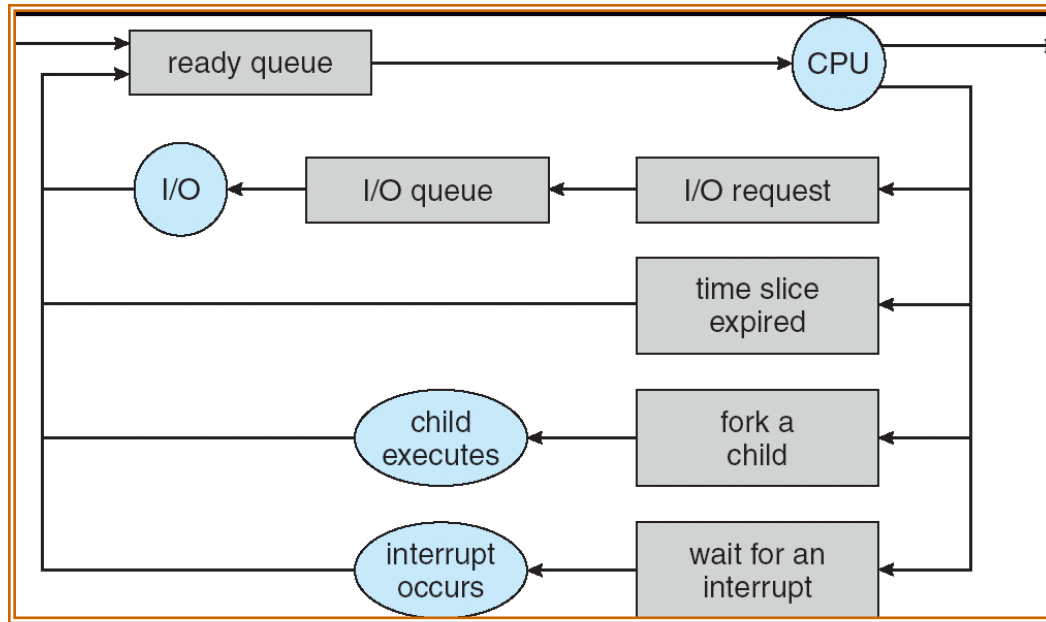 ready queue
CPU
I/O
I/O queue
I/O request
time slice
expired
child
executes
fork a
child
interrupt
occurs
wait for an
interrupt